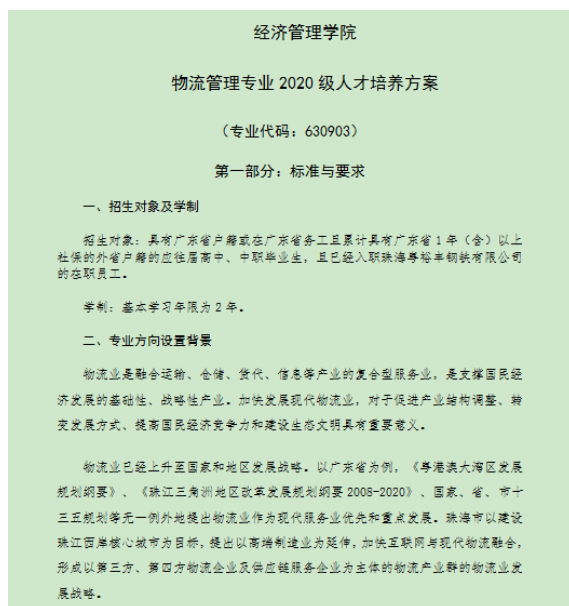 经济管理学院
物流管理专业 2020 级人才培养方案
（专业代码：630903）
第一部分：标准与要求
一、招生对象及学制
招生对象：具有广东省户籍或在广东省务工且累计具有广东省 1 年（含）以上
社保的外省户籍的应往届高中、中职毕业生，且已经入职珠海粤裕丰钢铁有限公司
的在职员工。
学制：基本学习年限为 2 年。
二、专业方向设置背景
物流业是融合运输、仓储、货代、信息等产业的复合型服务业，是支撑国民经
济发展的基础性、战略性产业。加快发展现代物流业，对于促进产业结构调整、转
变发展方式、提高国民经济竞争力和建设生态文明具有重要意义。
物流业已经上升至国家和地区发展战略。以广东省为例，《粤港澳大湾区发展
规划纲要》、《珠江三角洲地区改革发展规划纲要 2008-2020》、国家、省、市十
三五规划等无一例外地提出物流业作为现代服务业优先和重点发展。珠海市以建设
珠江西岸核心城市为目标，提出以高端制造业为延伸，加快互联网与现代物流融合，
形成以第三方、第四方物流企业及供应链服务企业为主体的物流产业群的物流业发
展战略。